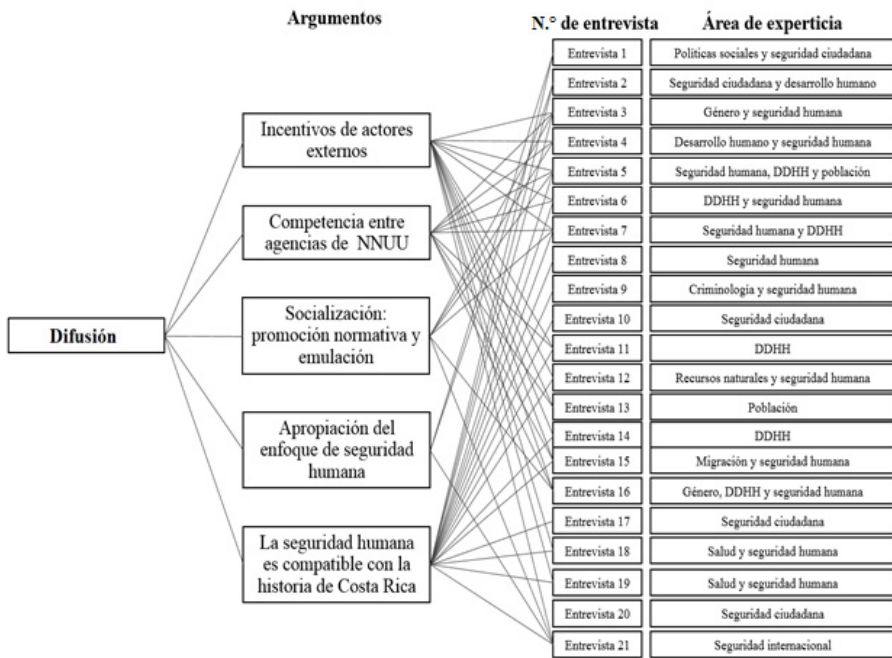 Argumentos
N.° de entrevista
Área de experticia
Difusión
Incentivos de actores
externos
Competencia entre
agencias de NNUU
Socialización:
promoción normativa y
emulación
Apropiación del
enfoque de seguridad
humana
La seguridad humana
es compatible con la
historia de Costa Rica
Entrevista 1 Políticas sociales y seguridad ciudadana
Entrevista 2 Seguridad ciudadana y desarrollo humano
Entrevista 3 Género y seguridad humana
Entrevista 4 Desarrollo humano y seguridad humana
Entrevista 5 Seguridad humana, DDHH y población
Entrevista 6 DDHH y seguridad humana
Entrevista 7 Seguridad humana y DDHH
Entrevista 8 Seguridad humana
Entrevista 9 Criminología y seguridad humana
Entrevista 10 Seguridad ciudadana
Entrevista 11 DDHH
Entrevista 12 Recursos naturales y seguridad humana
Entrevista 13 Población
Entrevista 14 DDHH
Entrevista 15 Migración y seguridad humana
Entrevista 16 Género, DDHH y seguridad humana
Entrevista 17 Seguridad ciudadana
Entrevista 18 Salud y seguridad humana
Entrevista 19 Salud y seguridad humana
Entrevista 20 Seguridad ciudadana
Entrevista 21 Seguridad internacional